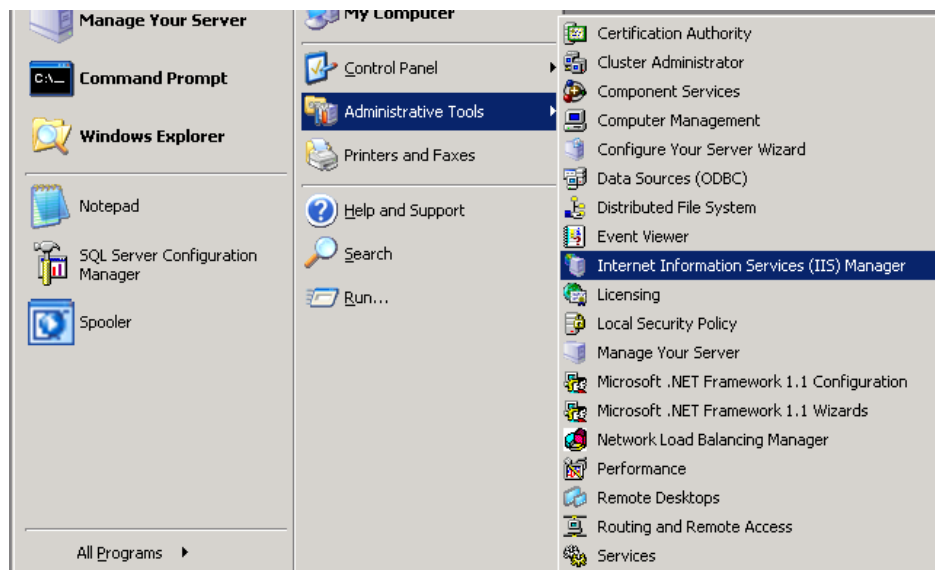 Manage Your Server
Command Prompt
Windows Explorer
Notepad
SQL Server Configuration
Manager
Spooler
All Programs
My Computer
Control Panel
Administrative Tools
Printers and Faxes
Help and Support
Search
Run...
Certification Authority
Cluster Administrator
Component Services
Computer Management
Configure Your Server Wizard
Data Sources (ODBC)
Distributed File System
Event Viewer
Internet Information Services (IIS) Manager
Licensing
Local Security Policy
Manage Your Server
Microsoft .NET Framework 1.1 Configuration
Microsoft .NET Framework 1.1 Wizards
Network Load Balancing Manager
Performance
Remote Desktops
Routing and Remote Access
Services